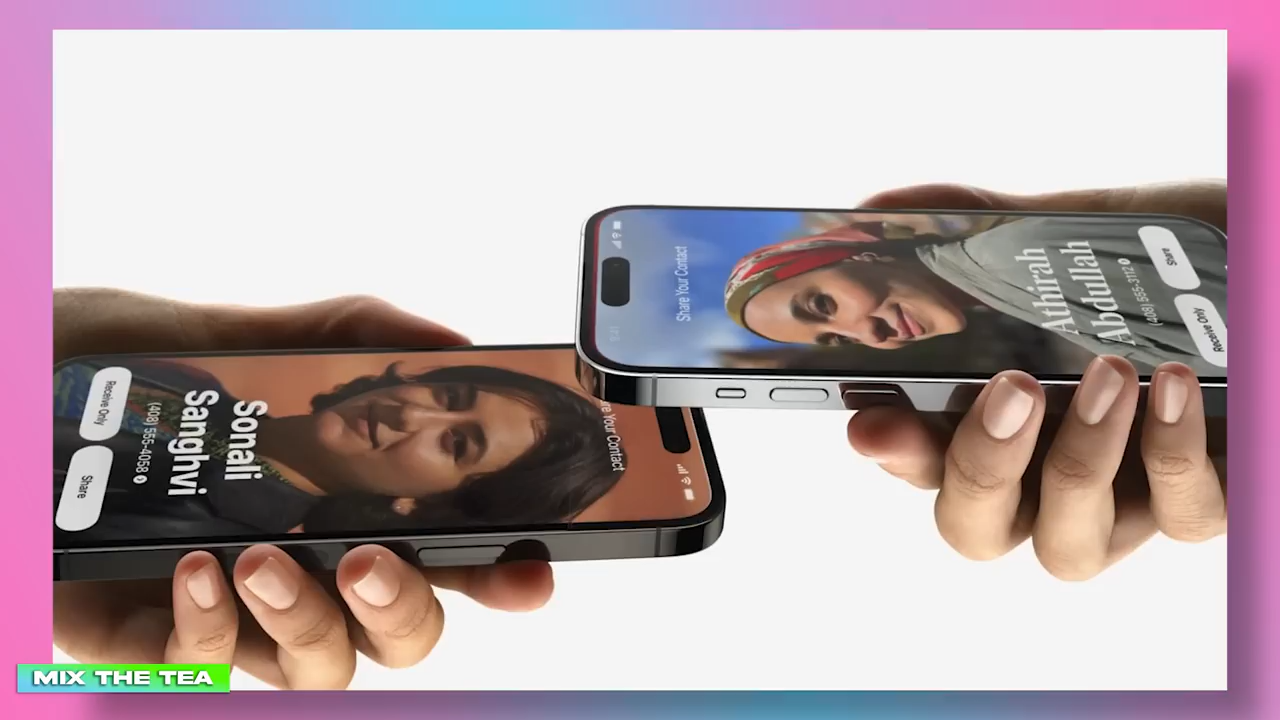 Share Your Contact
Athirah
Abdullah
(408) 555-3112
Share
Receive Only
re Your Contact
Sonali
Sanghvi
(408) 555-4058
Receive Only
Share
MIX THE TEA